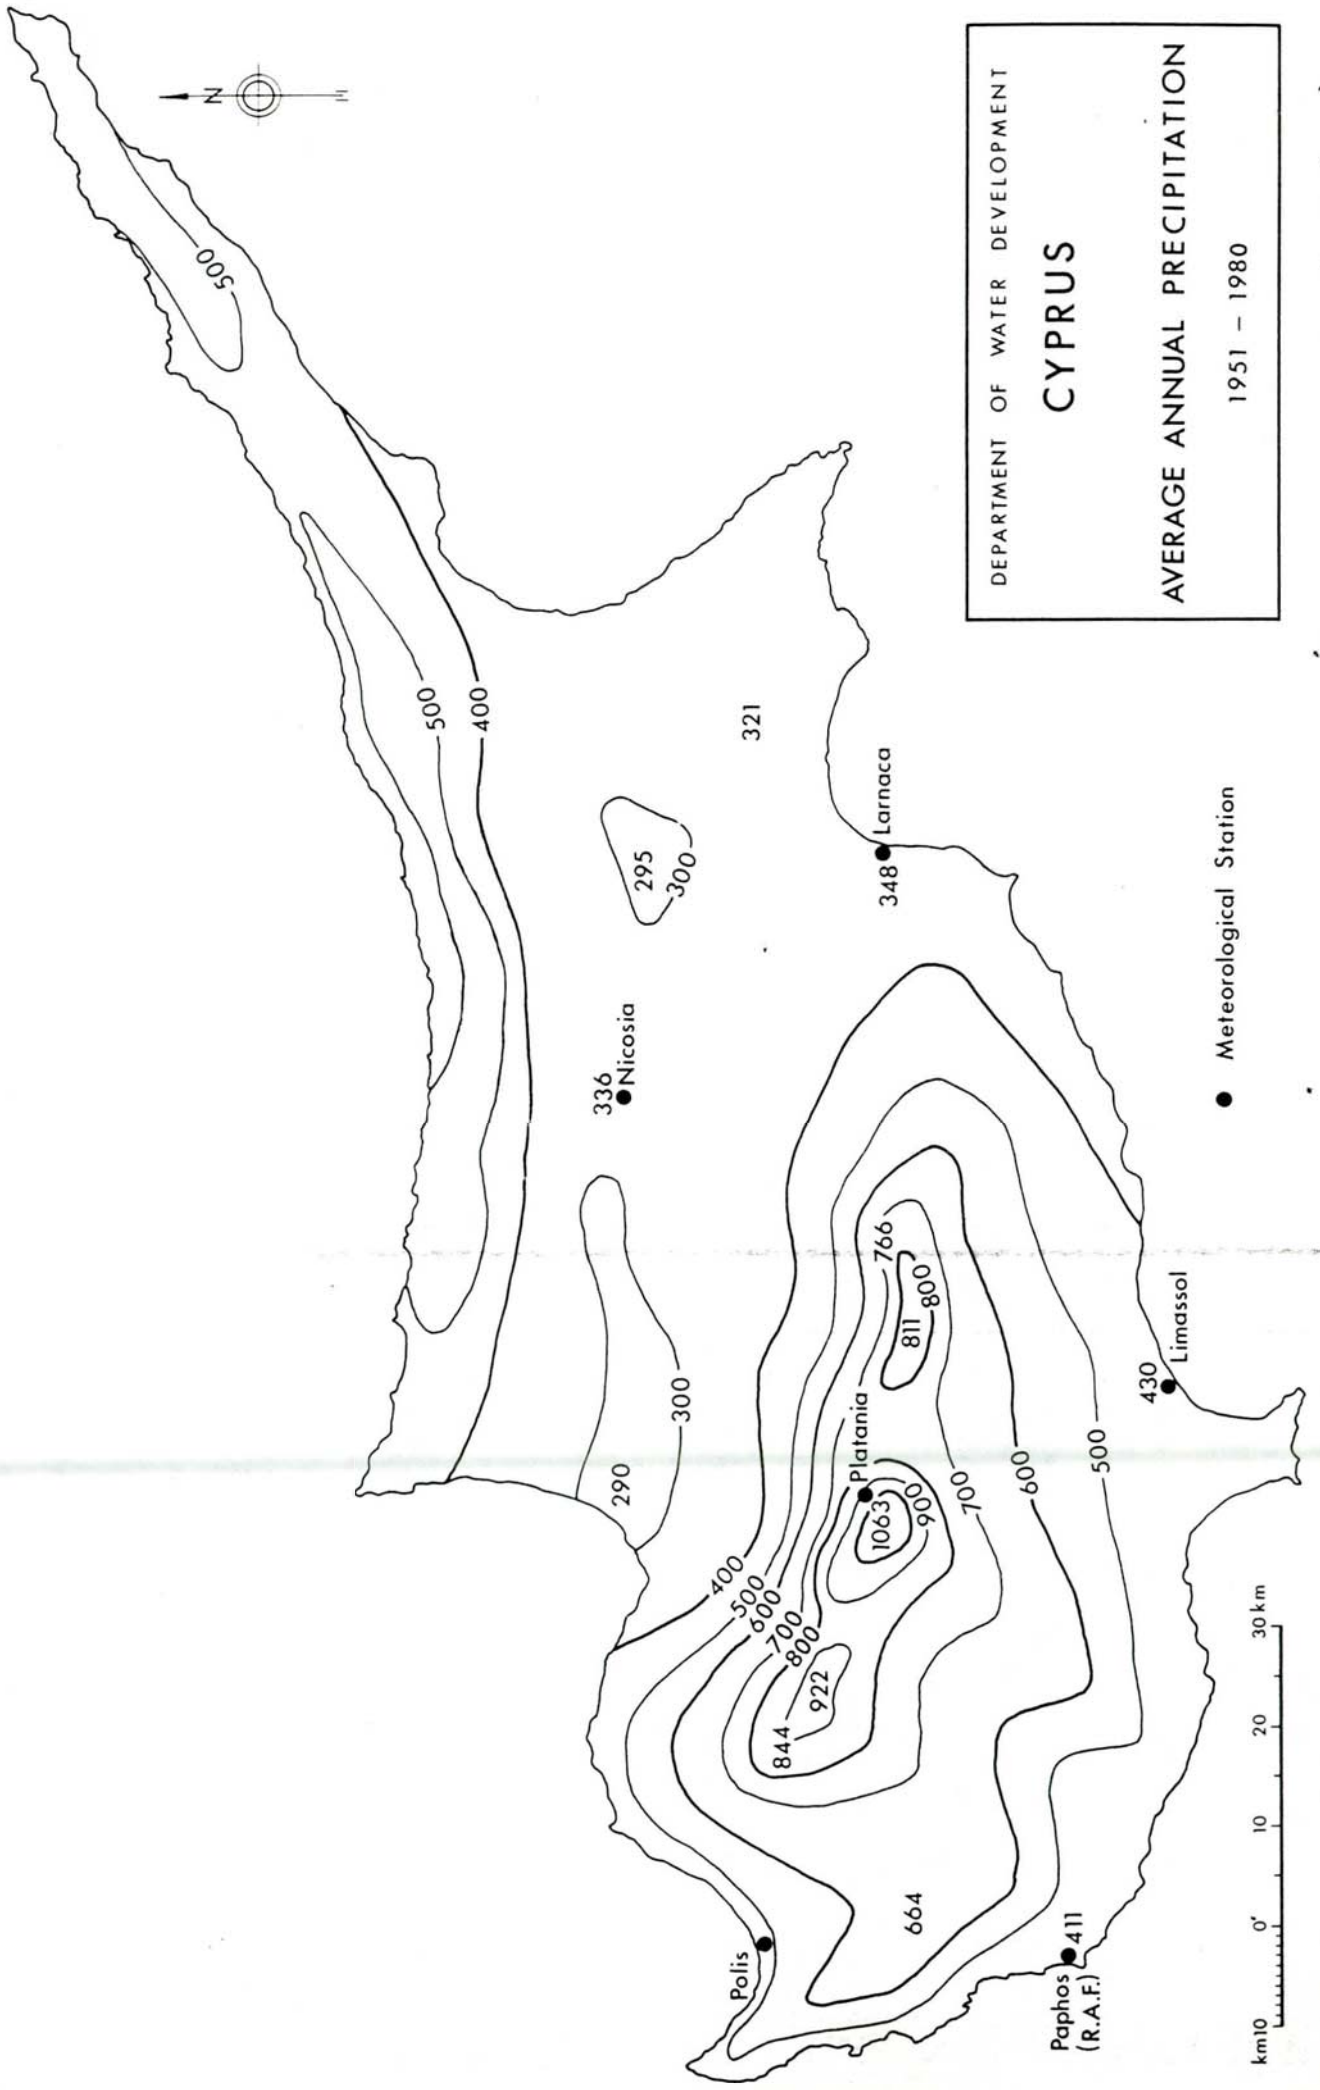 N
500
500
400
DEPARTMENT OF WATER DEVELOPMENT
CYPRUS
AVERAGE ANNUAL PRECIPITATION
1951 – 1980
336
Nicosia
295
300
321
290
300
348
Larnaca
400
500
600
700
800
766
811
800
Platania
1063
900
700
600
500
922
844
430
Limassol
Polis
664
Paphos
(R.A.F.)
411
Meteorological Station
km10 0' 10 20 30 km